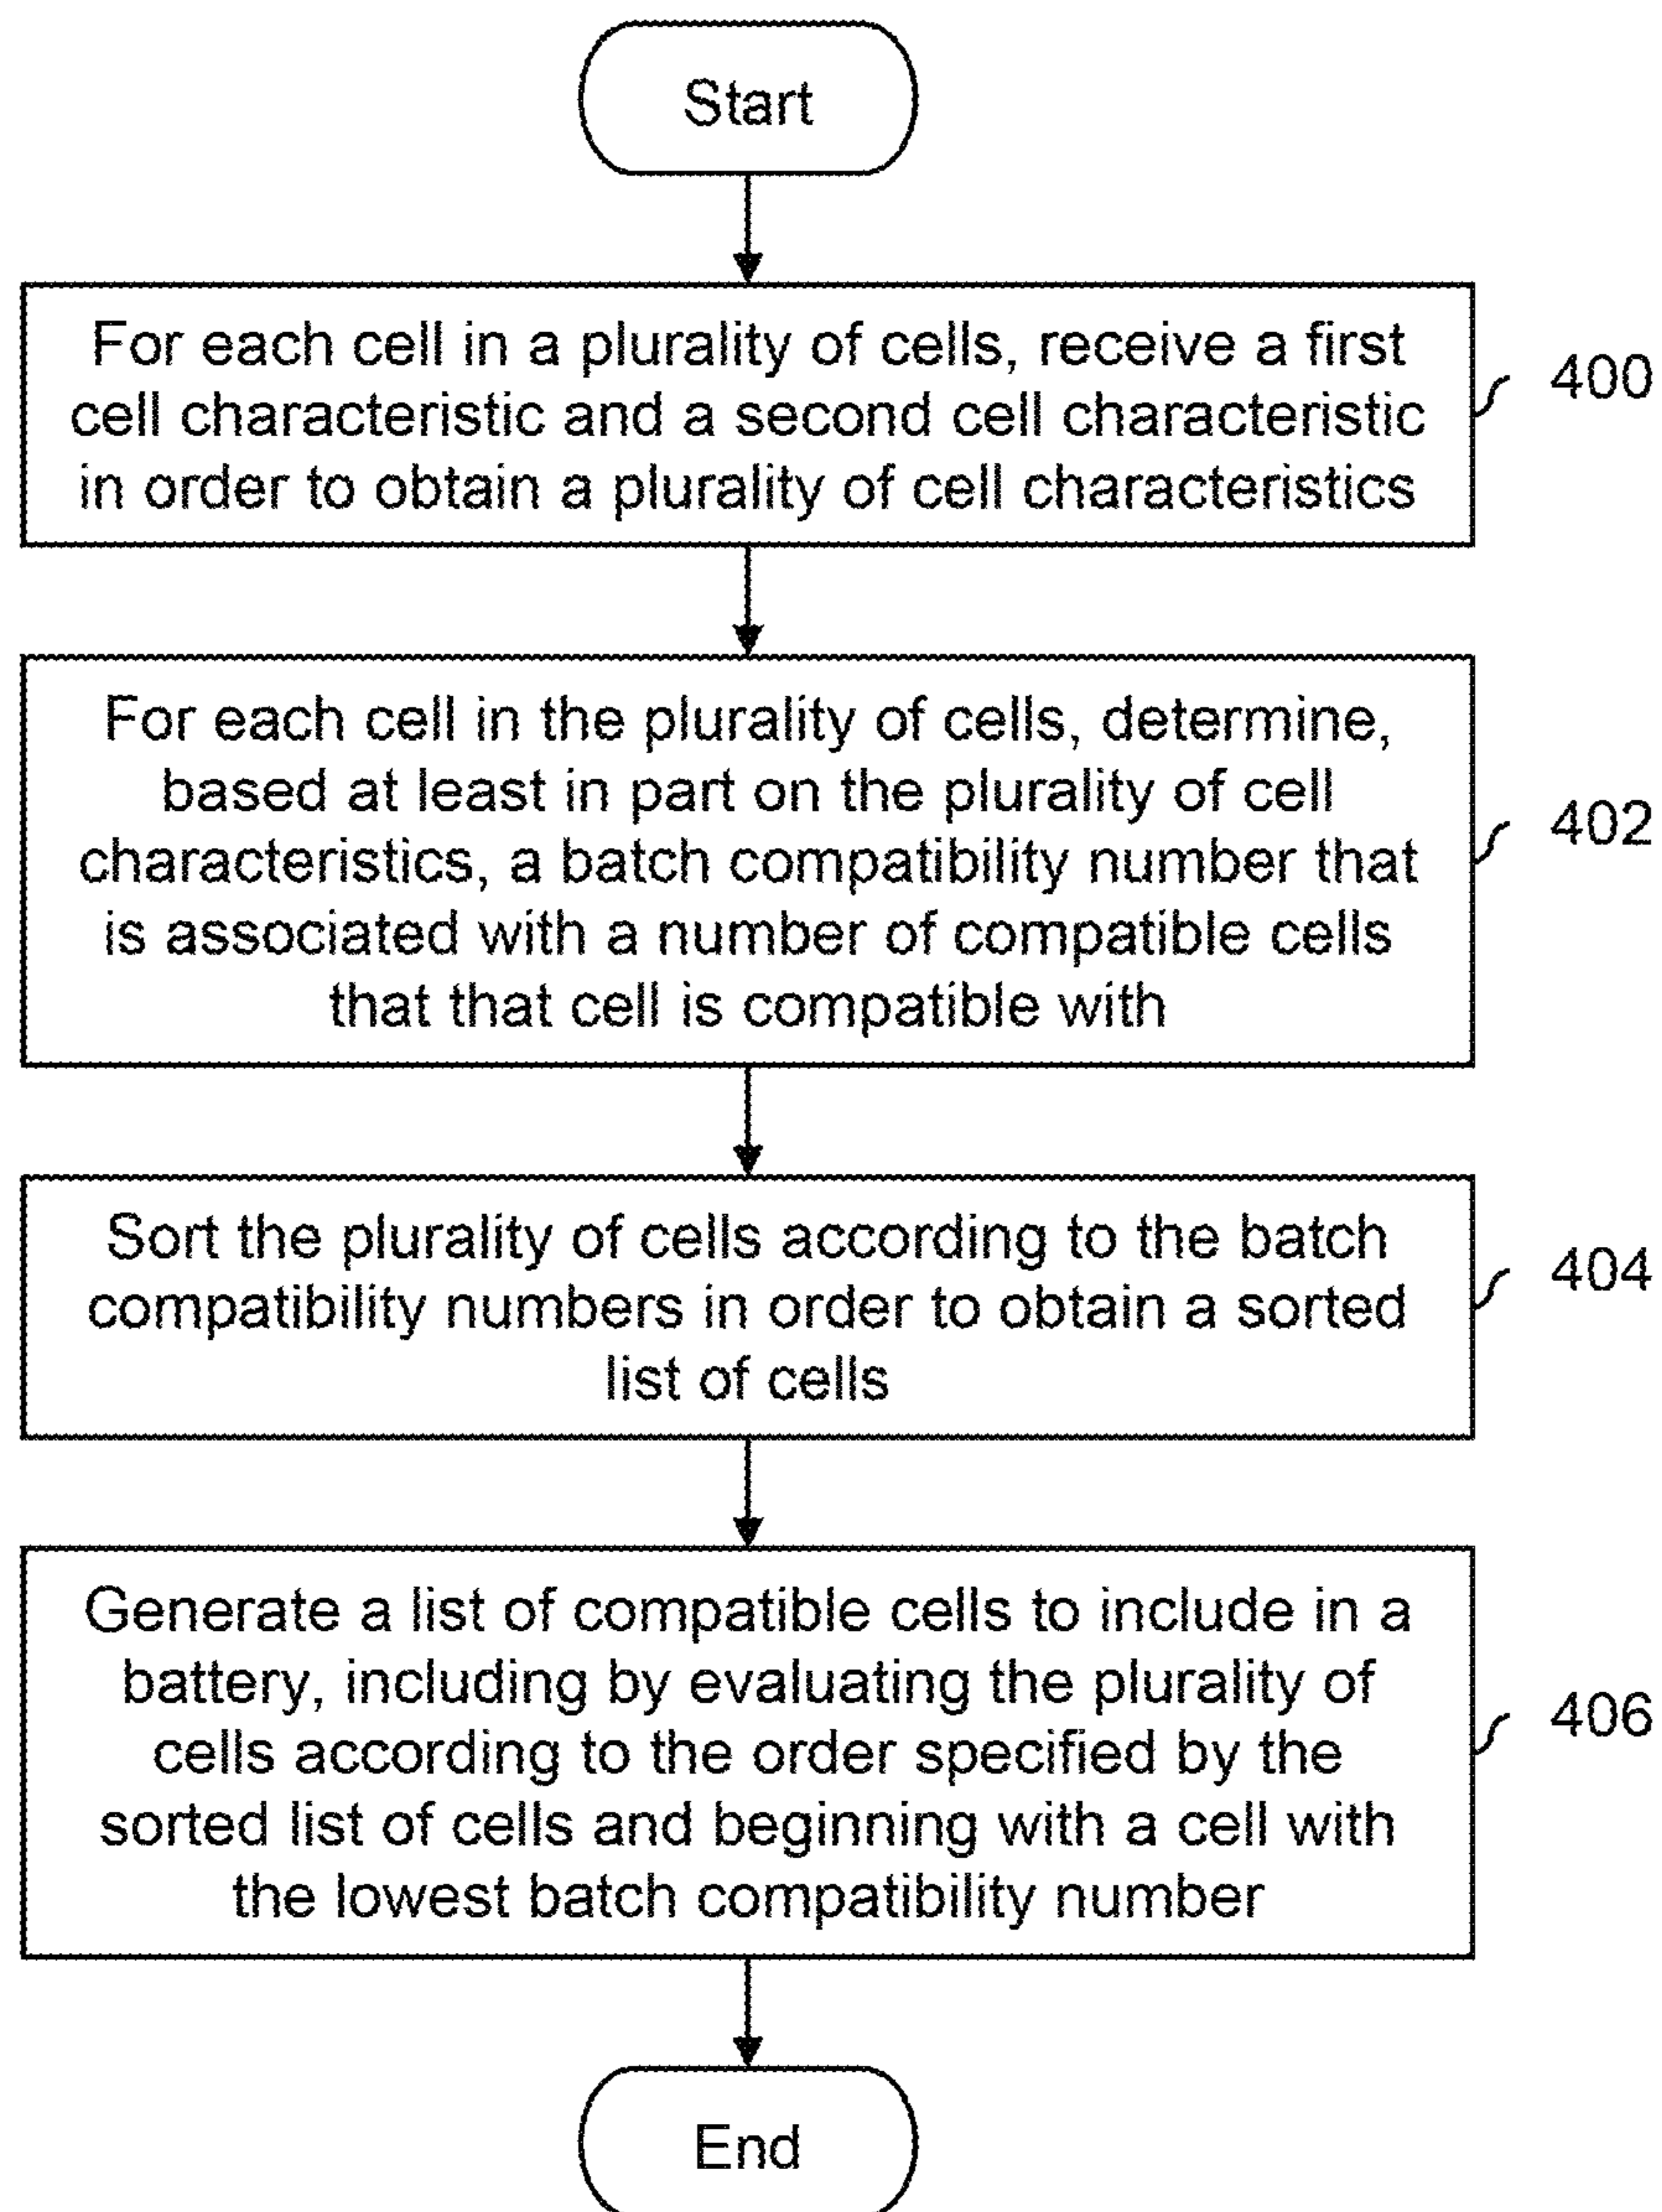 Start
For each cell in a plurality of cells, receive a first
cell characteristic and a second cell characteristic
in order to obtain a plurality of cell characteristics
400
For each cell in the plurality of cells, determine,
based at least in part on the plurality of cell
characteristics, a batch compatibility number that
is associated with a number of compatible cells
that that cell is compatible with
402
Sort the plurality of cells according to the batch
compatibility numbers in order to obtain a sorted
list of cells
404
Generate a list of compatible cells to include in a
battery, including by evaluating the plurality of
cells according to the order specified by the
sorted list of cells and beginning with a cell with
the lowest batch compatibility number
406
End